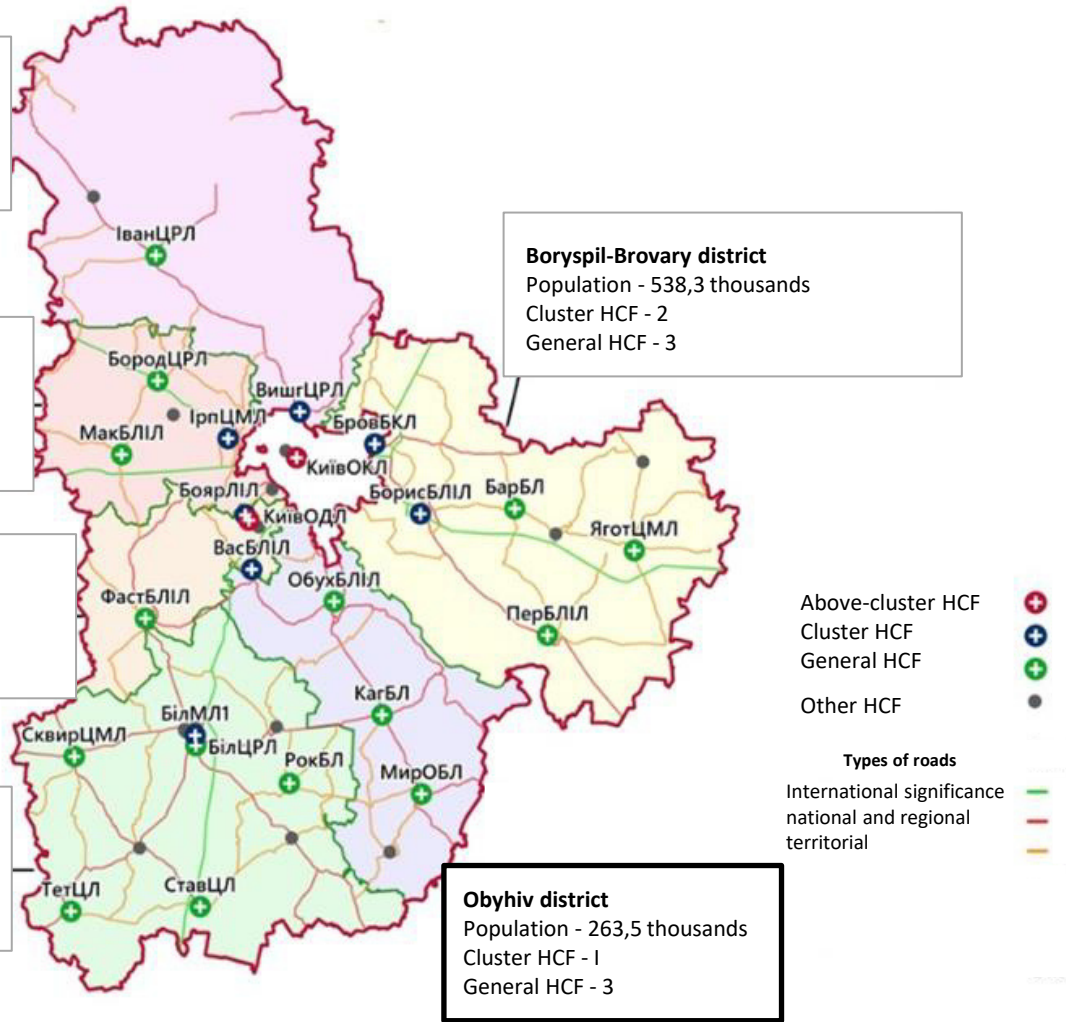 ІванЦРЛ
Boryspil-Brovary district
Population - 538,3 thousands
Cluster HCF - 2
General HCF - 3
БородЦРЛ
ВишгЦРЛ
ІрпЦМЛ
БровБКЛ
МакБЛІЛ
КиївОКЛ
БоярЛІЛ
БорисБЛІЛ
БарБЛ
КиївОДЛ
ЯготЦМЛ
ВасБЛІЛ
ОбухБЛІЛ
ФастБЛІЛ
ПерБЛІЛ
Above-cluster HCF
Cluster HCF
General HCF
Other HCF
КагБЛ
БілМЛ1
СквирЦМЛ
БілЦРЛ
РокБЛ
МирОБЛ
Types of roads
International significance
national and regional
territorial
ТетЦЛ
СтавЦЛ
Obyhiv district
Population - 263,5 thousands
Cluster HCF - I
General HCF - 3